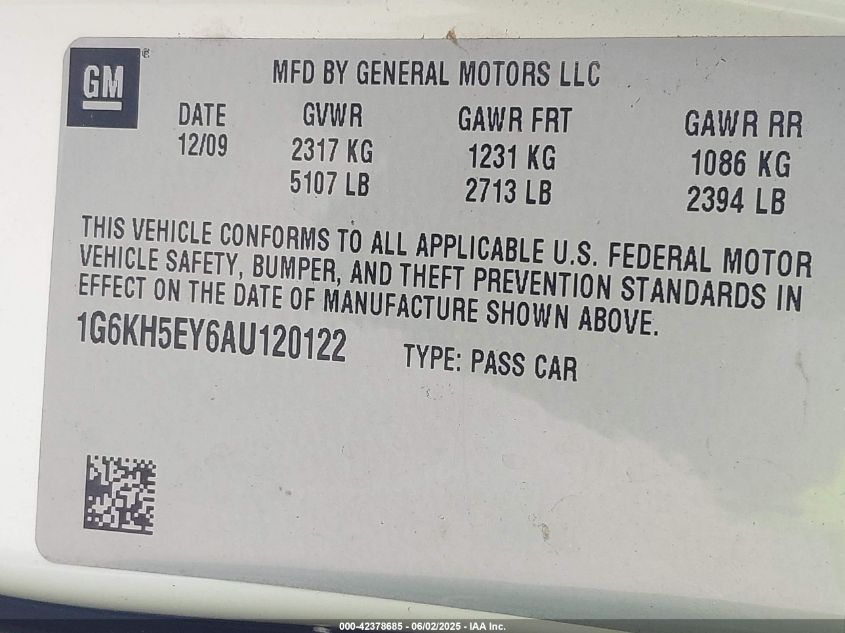 GM®
MFD BY GENERAL MOTORS LLC
DATE GVWR GAWR FRT GAWR RR
12/09 2317 KG 1231 KG 1086 KG
5107 LB 2713 LB 2394 LB
THIS VEHICLE CONFORMS TO ALL APPLICABLE U.S. FEDERAL MOTOR
VEHICLE SAFETY, BUMPER, AND THEFT PREVENTION STANDARDS IN
EFFECT ON THE DATE OF MANUFACTURE SHOWN ABOVE.
1G6KH5EY6AU120122 TYPE: PASS CAR
000-42378685 - 06/02/2025 - IAA Inc.